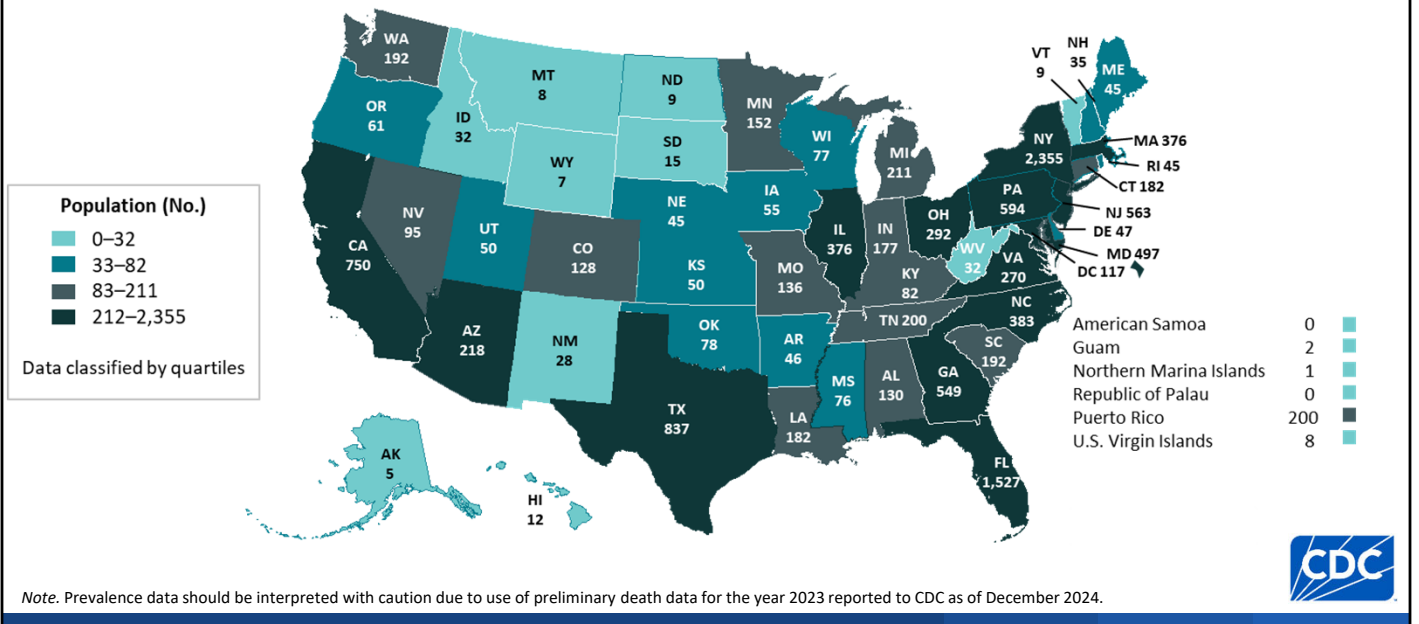 WA
192
OR
61
CA
750
NV
95
ID
32
MT
8
WY
7
UT
50
AZ
218
CO
128
NM
28
ND
9
SD
15
NE
45
KS
50
OK
78
TX
837
MN
152
IA
55
MO
136
AR
46
LA
182
WI
77
IL
376
MS
76
MI
211
IN
177
KY
82
TN 200
AL
130
OH
292
WV
32
GA
549
FL
1,527
SC
192
NC
383
VA
270
PA
594
NY
2,355
VT
9
NH
35
ME
45
MA 376
RI 45
CT 182
NJ 563
DE 47
MD 497
DC 117
AK
5
HI
12
Population (No.)
0–32
33–82
83–211
212–2,355
Data classified by quartiles
American Samoa 0
Guam 2
Northern Marina Islands 1
Republic of Palau 0
Puerto Rico 200
U.S. Virgin Islands 8
CDC
Note. Prevalence data should be interpreted with caution due to use of preliminary death data for the year 2023 reported to CDC as of December 2024.